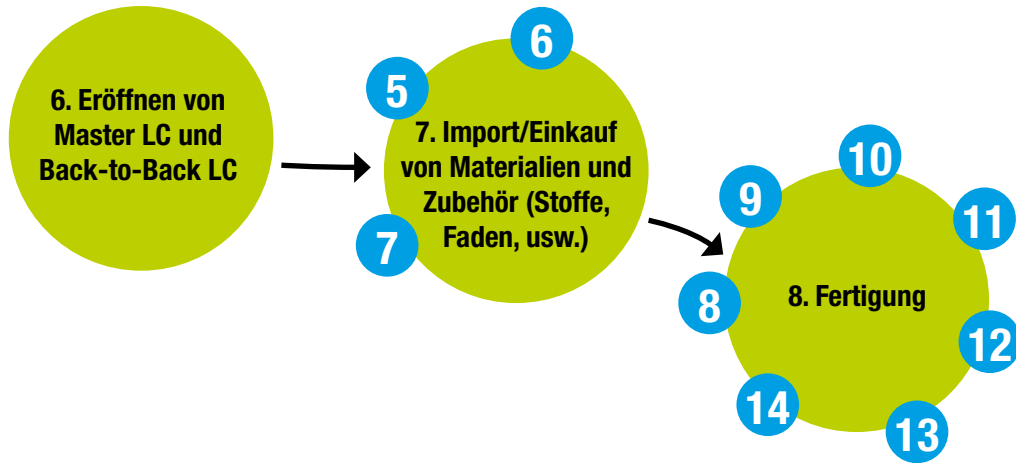 6. Eröffnen von
Master LC und
Back-to-Back LC
5
6
7. Import/Einkauf
von Materialien und
Zubehör (Stoffe,
Faden, usw.)
7
8
9
10
11
8. Fertigung
12
13
14